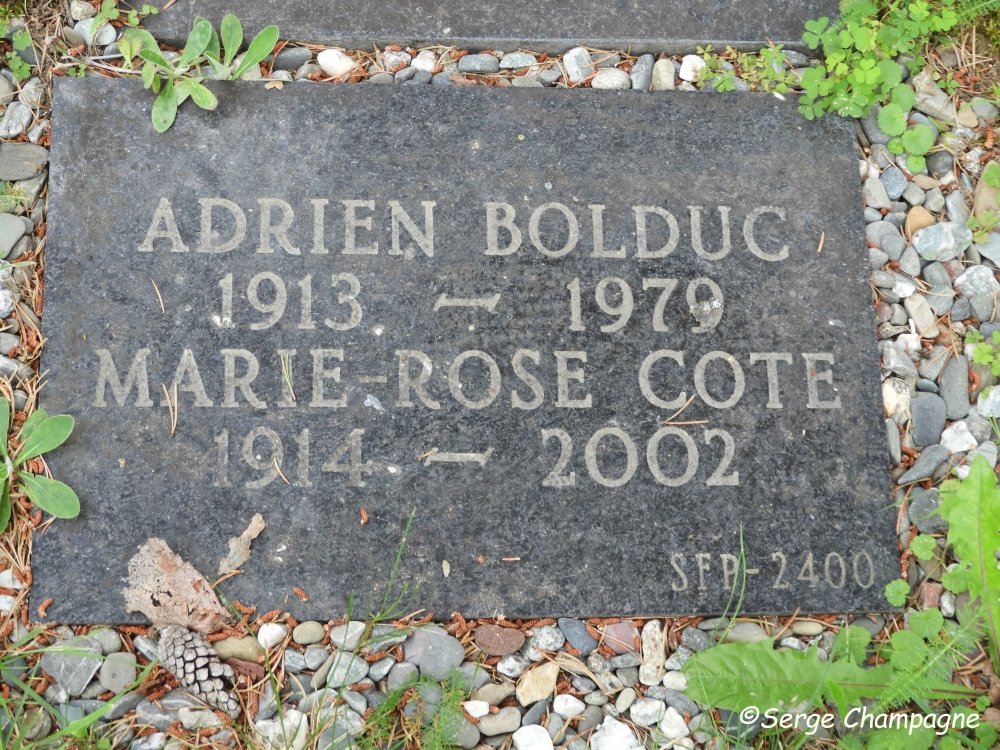 ADRIEN BOLDUC
1913 — 1979
MARIE-ROSE COTE
1914 — 2002
SFP-2400
©Serge Champagne